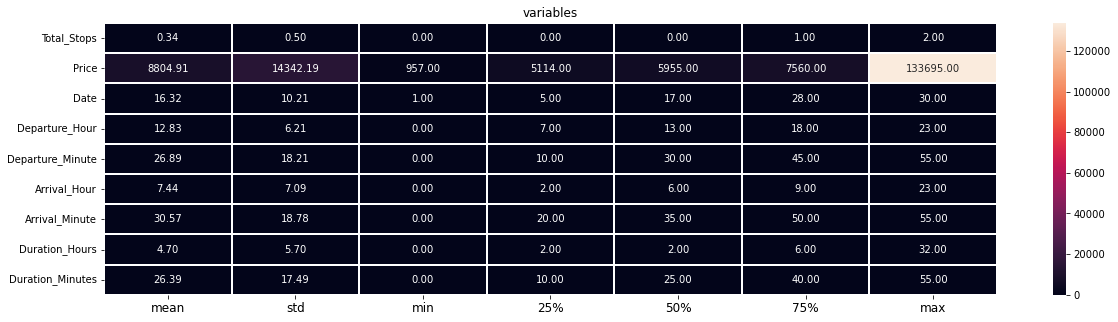 variables
Total_Stops 0.34 0.50 0.00 0.00 0.00 1.00 2.00
Price 8804.91 14342.19 957.00 5114.00 5955.00 7560.00 133695.00
Date 16.32 10.21 1.00 5.00 17.00 28.00 30.00
Departure_Hour 12.83 6.21 0.00 7.00 13.00 18.00 23.00
Departure_Minute 26.89 18.21 0.00 10.00 30.00 45.00 55.00
Arrival_Hour 7.44 7.09 0.00 2.00 6.00 9.00 23.00
Arrival_Minute 30.57 18.78 0.00 20.00 35.00 50.00 55.00
Duration_Hours 4.70 5.70 0.00 2.00 2.00 6.00 32.00
Duration_Minutes 26.39 17.49 0.00 10.00 25.00 40.00 55.00
mean std min 25% 50% 75% max
120000
100000
80000
60000
40000
20000
0